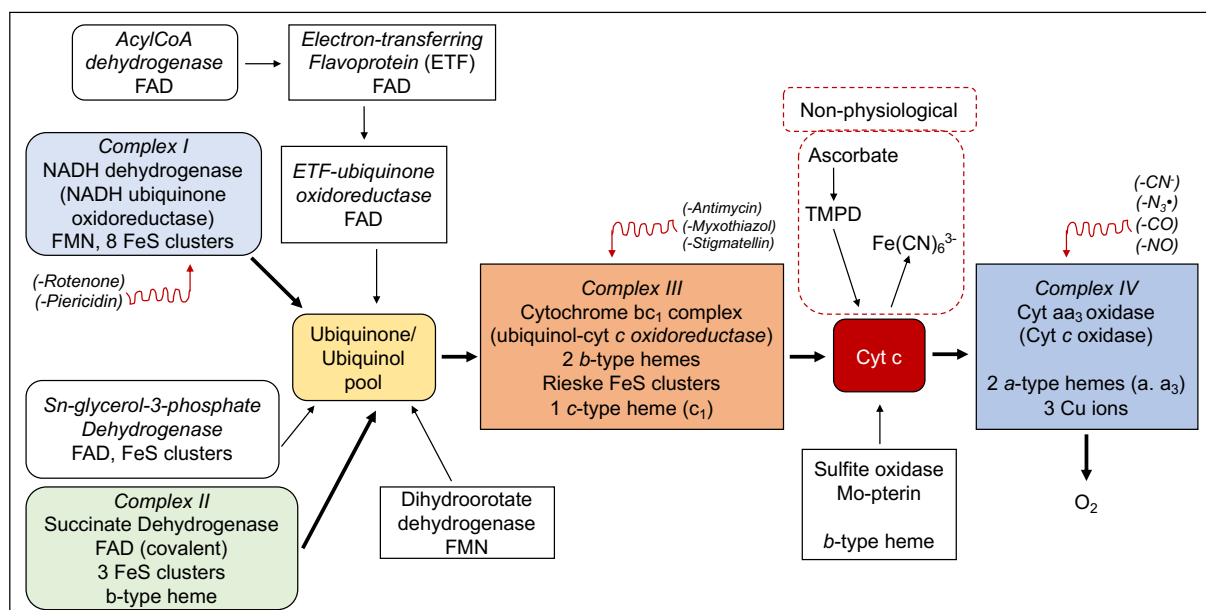 AcylCoA
dehydrogenase
FAD
Electron-transferring
Flavoprotein (ETF)
FAD
Complex I
NADH dehydrogenase
(NADH ubiquinone
oxidoreductase)
FMN, 8 FeS clusters
ETF-ubiquinone
oxidoreductase
FAD
(-Rotenone)
(-Piericidin)
Ubiquinone/
Ubiquinol
pool
Sn-glycerol-3-phosphate
Dehydrogenase
FAD, FeS clusters
Complex II
Succinate Dehydrogenase
FAD (covalent)
3 FeS clusters
b-type heme
Dihydroorotate
dehydrogenase
FMN
(-Antimycin)
(-Myxothiazol)
(-Stigmatellin)
Complex III
Cytochrome bc₁ complex
(ubiquinol-cyt c oxidoreductase)
2 b-type hemes
Rieske FeS clusters
1 c-type heme (c₁)
Non-physiological
Ascorbate
TMPD
Fe(CN)₆³⁻
Cyt c
Sulfite oxidase
Mo-pterin
b-type heme
(-CN⁻)
(-N₃•)
(-CO)
(-NO)
Complex IV
Cyt aa₃ oxidase
(Cyt c oxidase)
2 a-type hemes (a. a₃)
3 Cu ions
O₂